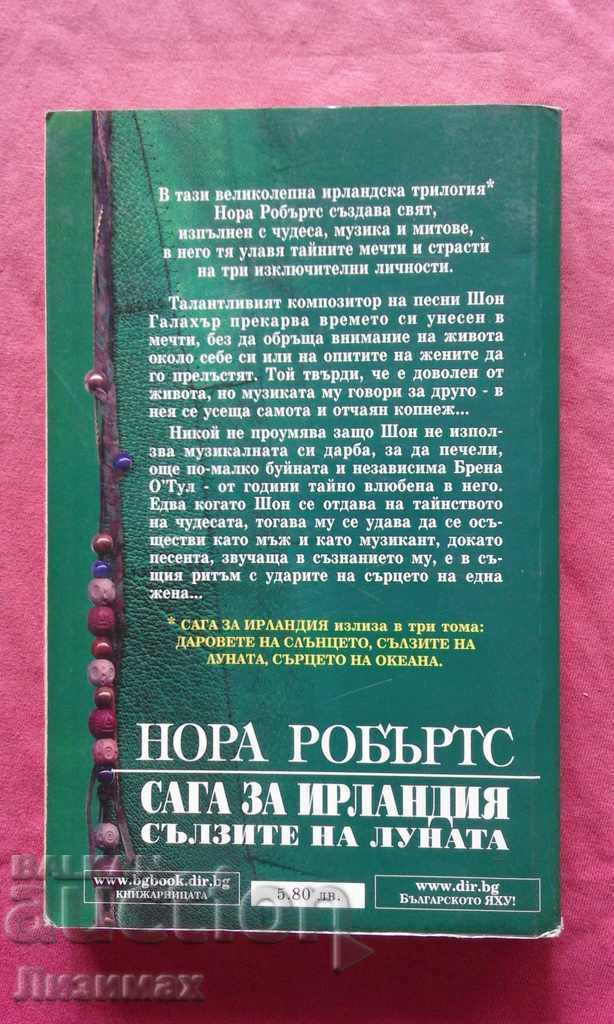 В тази великолепна ирландска трилогия*
Нора Робъртс създава свят,
изпълнен с чудеса, музика и митове,
в него тя улавя тайните мечти и страсти
на три изключителни личности.
Талантливият композитор на песни Шон
Галахър прекарва времето си унесен в
мечти, без да обръща внимание на живота
около себе си или на опитите на жените да
го прелъстят. Той твърди, че е доволен от
живота, но музиката му говори за друго - в
нея се усеща самота и отчаян копнеж...
Никой не проумява защо Шон не изпол-
зва музикалната си дарба, за да печели,
още по-малко буйната и независима Брена
О'Тул - от години тайно влюбена в него.
Едва когато Шон се отдава на тайнството
на чудесата, тогава му се удава да се осъ-
ществи като мъж и като музикант, докато
песента, звучаща в съзнанието му, е в съ-
щия ритъм с ударите на сърцето на една
жена...
* САГА ЗА ИРЛАНДИЯ излиза в три тома:
ДАРОВЕТЕ НА СЛЪНЦЕТО, СЪЛЗИТЕ НА
ЛУНАТА, СЪРЦЕТО НА ОКЕАНА.
НОРА РОБЪРТС
САГА ЗА ИРЛАНДИЯ
СЪЛЗИТЕ НА ЛУНАТА
www.bgbook.dir.bg
КНИЖАРНИЦАТА
5.80 лв.
www.dir.bg
БЪЛГАРСКОТО ЯХУ!
BALKAN
auction
Лизимах